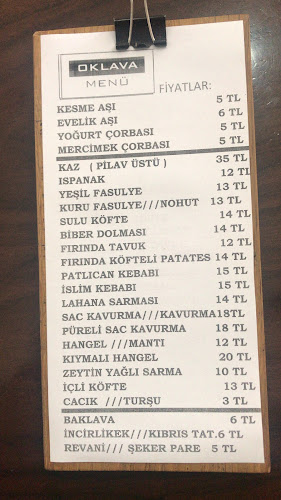 OKLAVA
MENÜ
FİYATLAR:
KESME AŞI 5 TL
EVELİK AŞI 6 TL
YOĞURT ÇORBASI 5 TL
MERCİMEK ÇORBASI 5 TL
KAZ ( PİLAV ÜSTÜ ) 35 TL
ISPANAK 12 TL
YEŞİL FASULYE 13 TL
KURU FASULYE///NOHUT 13 TL
SULU KÖFTE 14 TL
BİBER DOLMASI 14 TL
FIRINDA TAVUK 12 TL
FIRINDA KÖFTELİ PATATES 14 TL
PATLICAN KEBABI 15 TL
İSLİM KEBABI 15 TL
LAHANA SARMASI 14 TL
SAC KAVURMA///KAVURMA18TL
PÜRELİ SAC KAVURMA 18 TL
HANGEL ///MANTI 12 TL
KIYMALI HANGEL 20 TL
ZEYTİN YAĞLI SARMA 10 TL
İÇLİ KÖFTE 13 TL
CACIK ///TURŞU 3 TL
BAKLAVA 6 TL
İNCİRLİKEK///KIBRIS TAT.6 TL
REVANİ/// ŞEKER PARE 5 TL